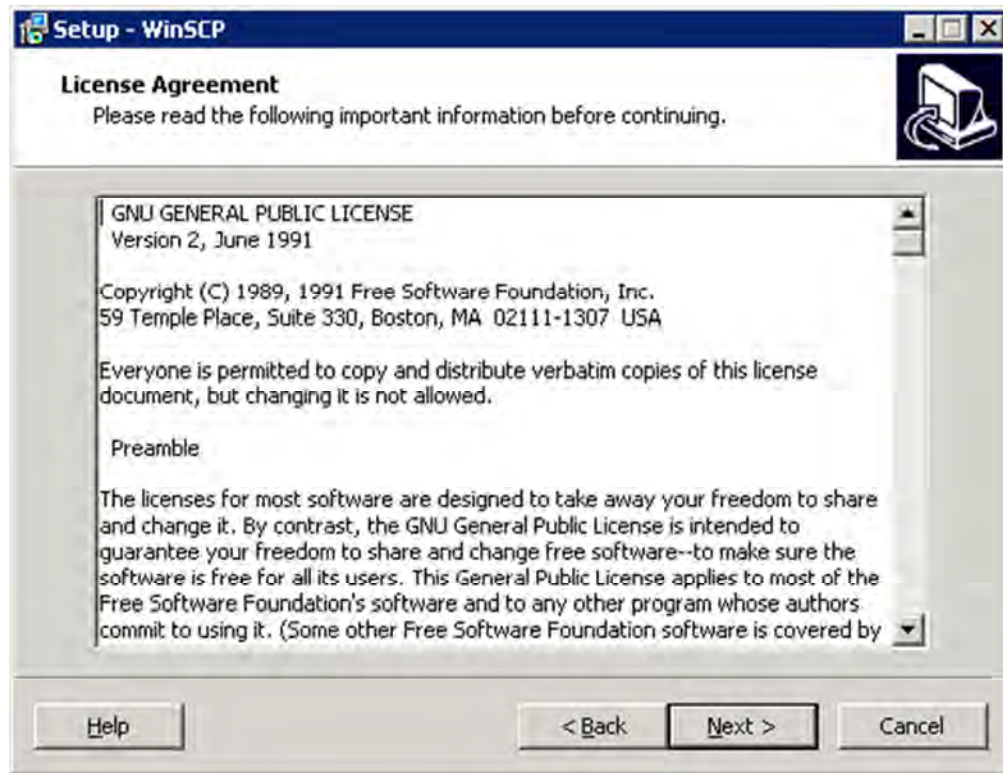 Setup - WinSCP
License Agreement
Please read the following important information before continuing.
GNU GENERAL PUBLIC LICENSE
Version 2, June 1991
Copyright (C) 1989, 1991 Free Software Foundation, Inc.
59 Temple Place, Suite 330, Boston, MA  02111-1307  USA
Everyone is permitted to copy and distribute verbatim copies of this license
document, but changing it is not allowed.
Preamble
The licenses for most software are designed to take away your freedom to share
and change it. By contrast, the GNU General Public License is intended to
guarantee your freedom to share and change free software--to make sure the
software is free for all its users. This General Public License applies to most of the
Free Software Foundation's software and to any other program whose authors
commit to using it. (Some other Free Software Foundation software is covered by
Help
< Back
Next >
Cancel